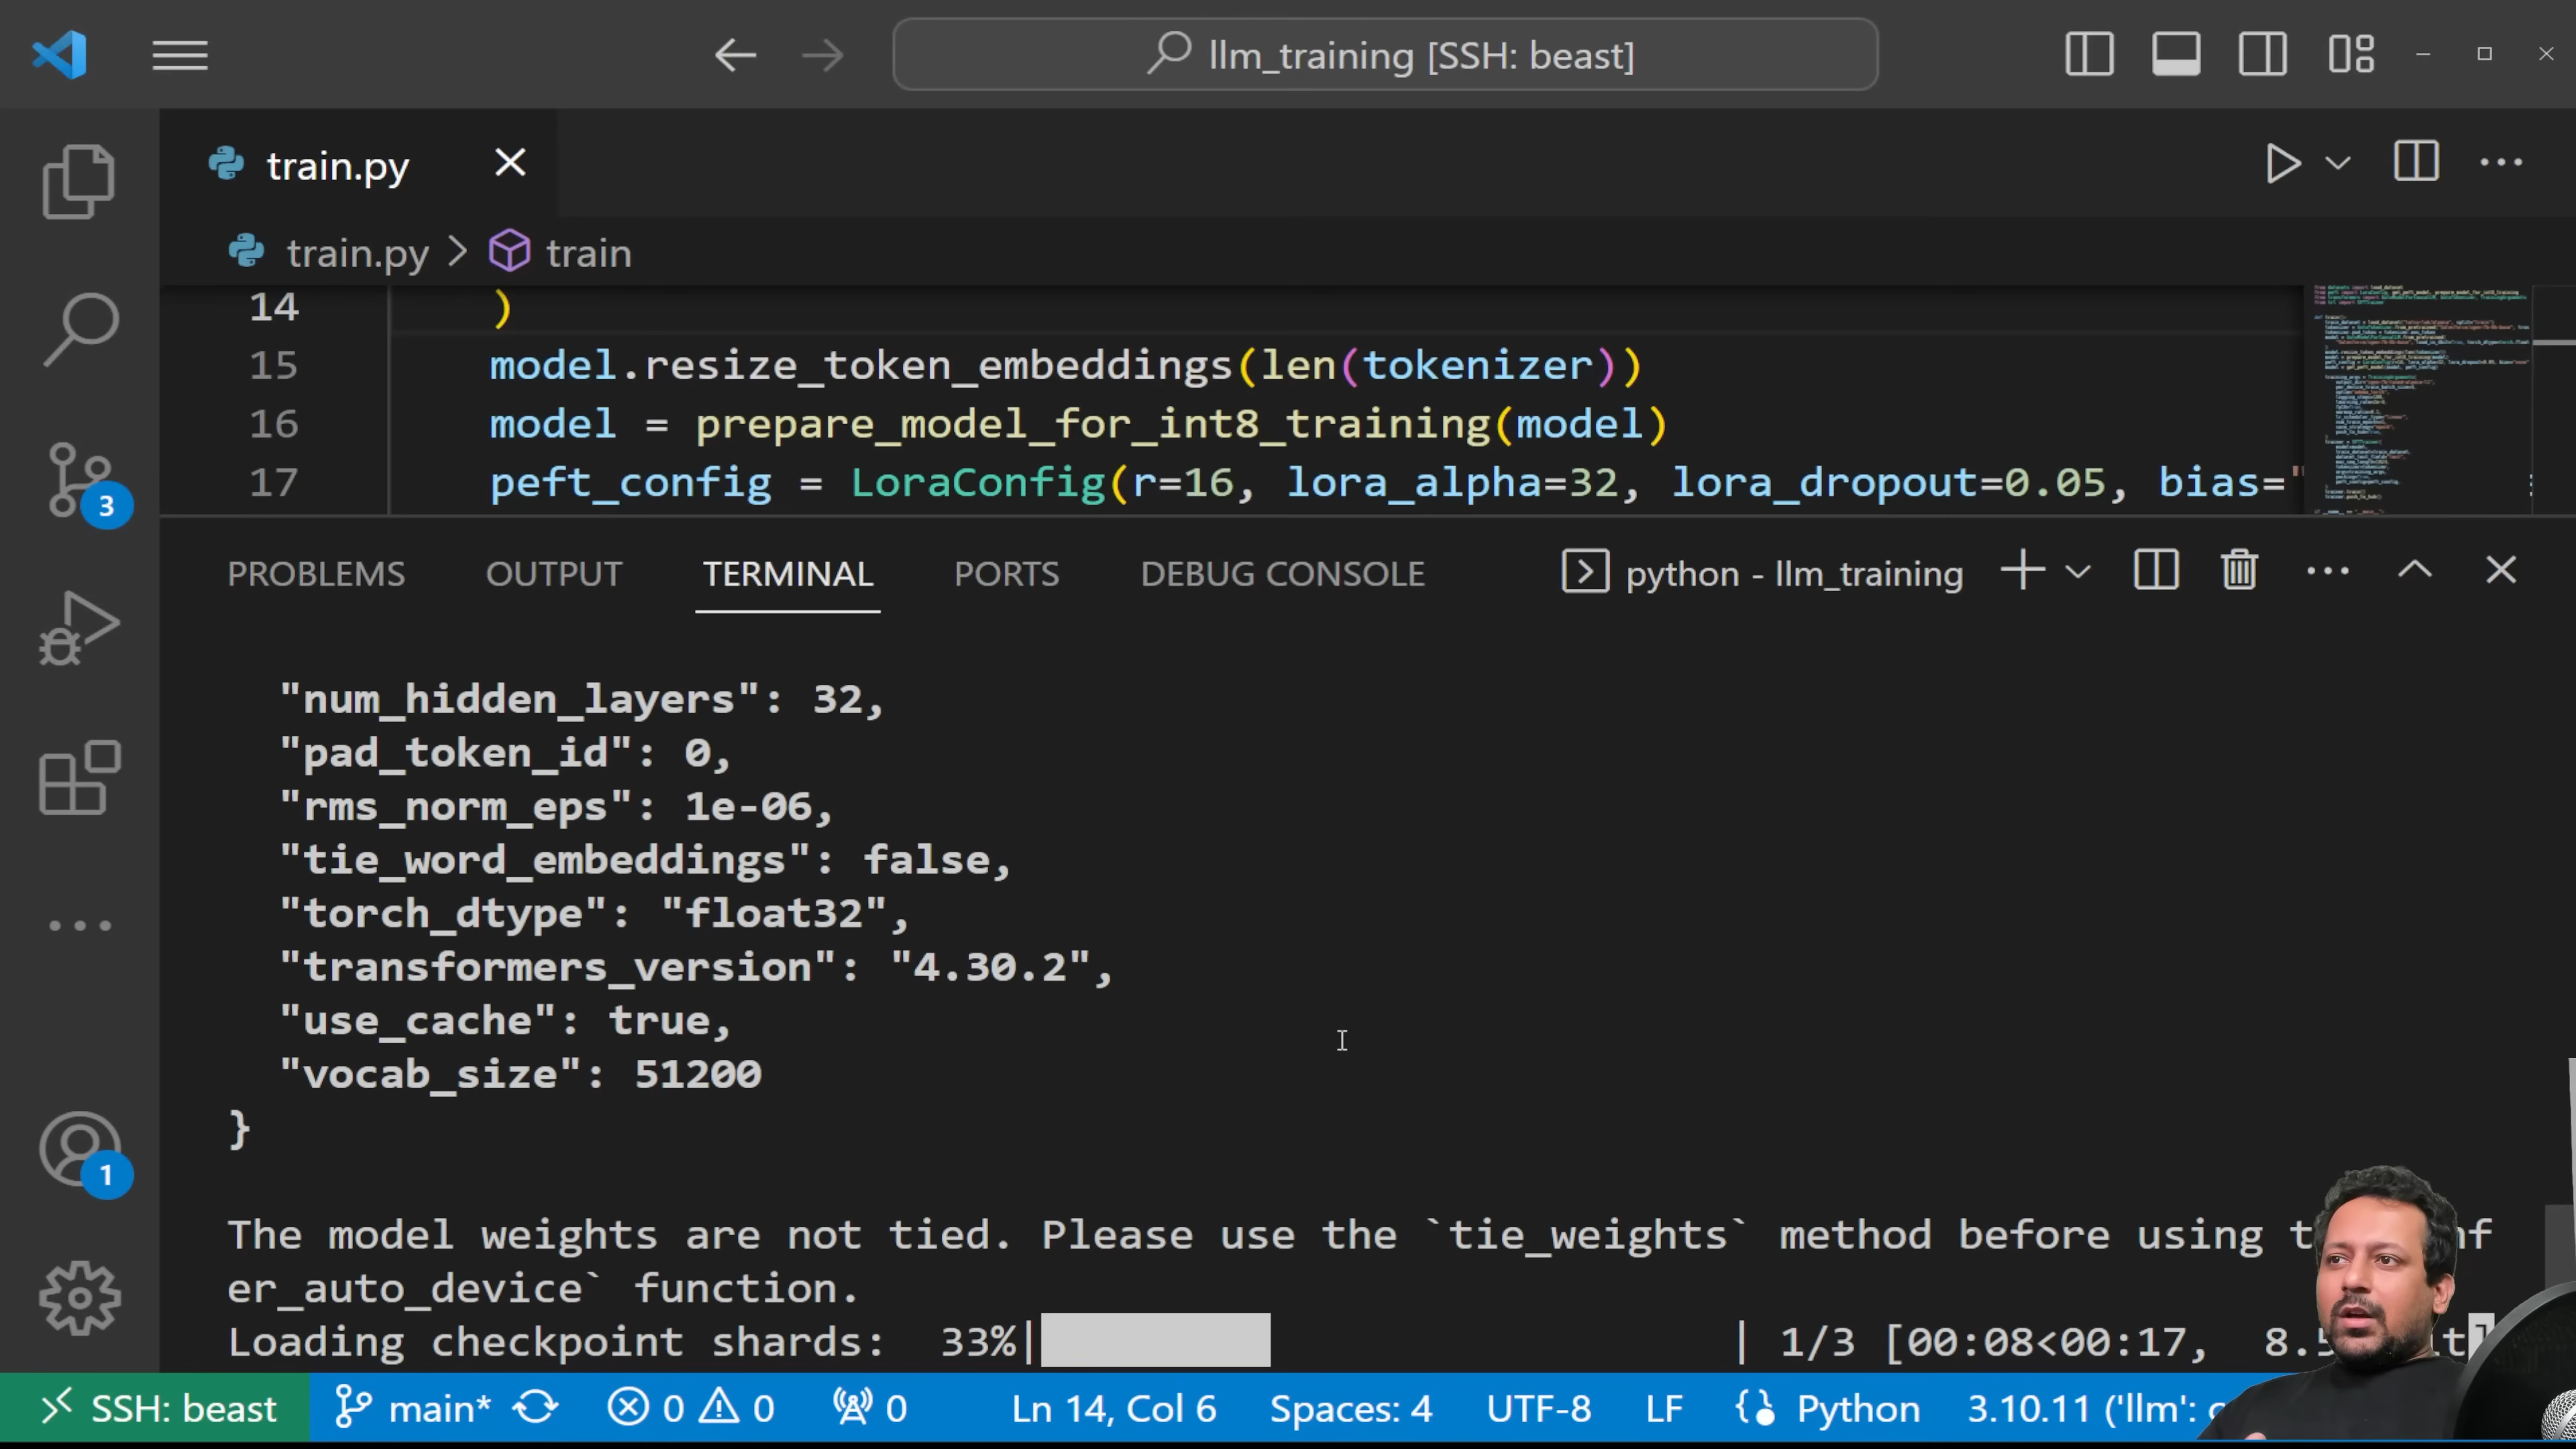 llm_training [SSH: beast]
train.py
train.py > train
14 )
15 model.resize_token_embeddings(len(tokenizer))
16 model = prepare_model_for_int8_training(model)
17 peft_config = LoraConfig(r=16, lora_alpha=32, lora_dropout=0.05, bias="
3
PROBLEMS OUTPUT TERMINAL PORTS DEBUG CONSOLE python - llm_training
"num_hidden_layers": 32,
"pad_token_id": 0,
"rms_norm_eps": 1e-06,
"tie_word_embeddings": false,
"torch_dtype": "float32",
"transformers_version": "4.30.2",
"use_cache": true,
"vocab_size": 51200
}
1
The model weights are not tied. Please use the `tie_weights` method before using
er_auto_device` function.
Loading checkpoint shards: 33%| | 1/3 [00:08<00:17,
SSH: beast main* 0 0 0 Ln 14, Col 6 Spaces: 4 UTF-8 LF Python 3.10.11 ('llm':